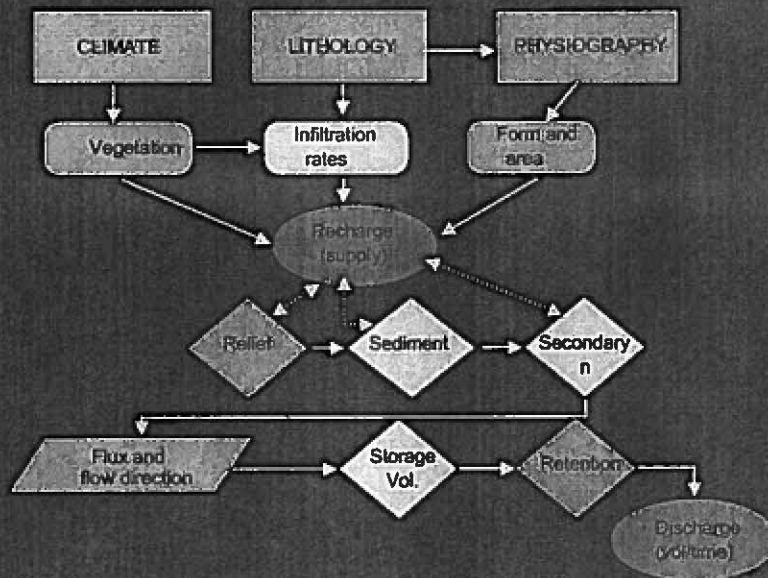 CLIMATE
LITHOLOGY
PHYSIOGRAPHY
Vegetation
Infiltration
rates
Form and
area
Recharge
(supply)
Relief
Sediment
Secondary
n
Flux and
flow direction
Storage
Vol.
Retention
Discharge
(vol/time)